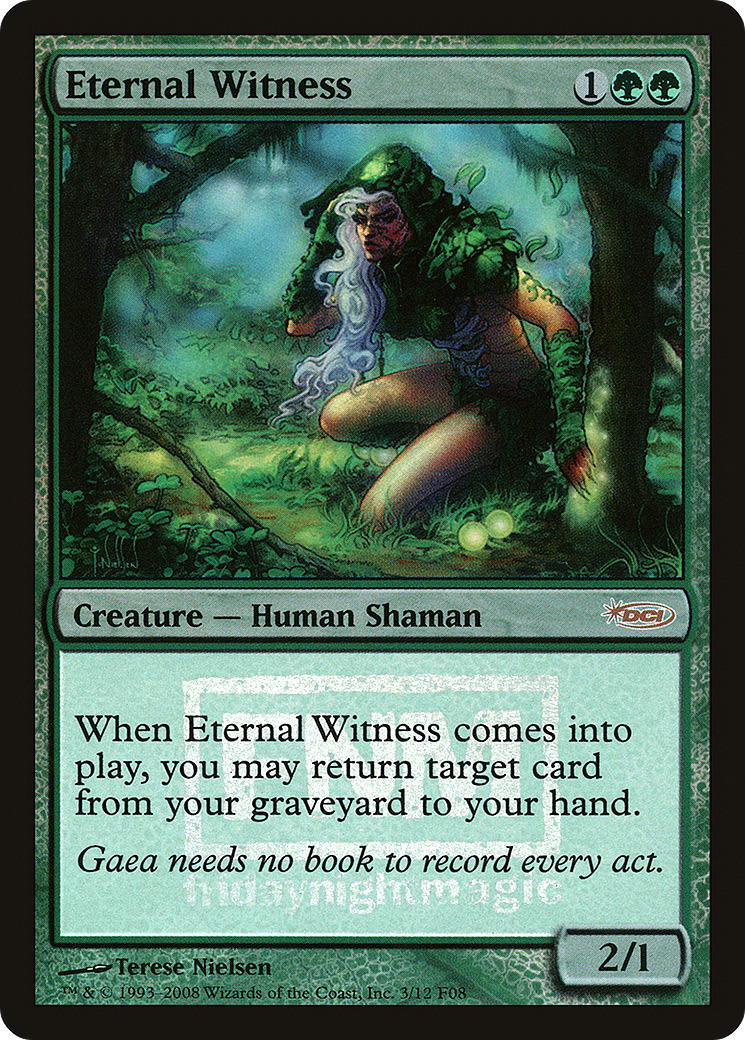 Eternal Witness 1
T. NIELSEN
Creature — Human Shaman DCI
When Eternal Witness comes into
play, you may return target card
from your graveyard to your hand.
Gaea needs no book to record every act.
FNM
fridaynightmagic
Terese Nielsen
2/1
™ & © 1993–2008 Wizards of the Coast, Inc. 3/12 F08